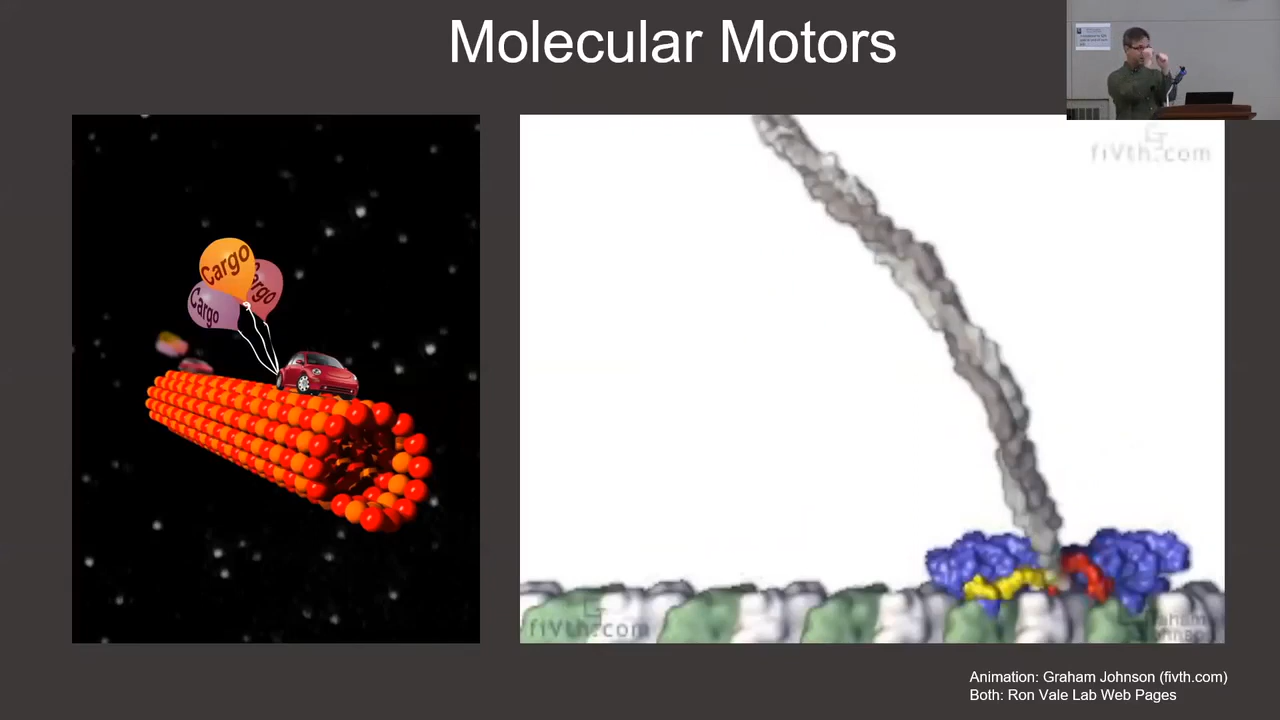 Molecular Motors
fiVth.com
Cargo
Cargo
fiVth.com
Animation: Graham Johnson (fivth.com)
Both: Ron Vale Lab Web Pages